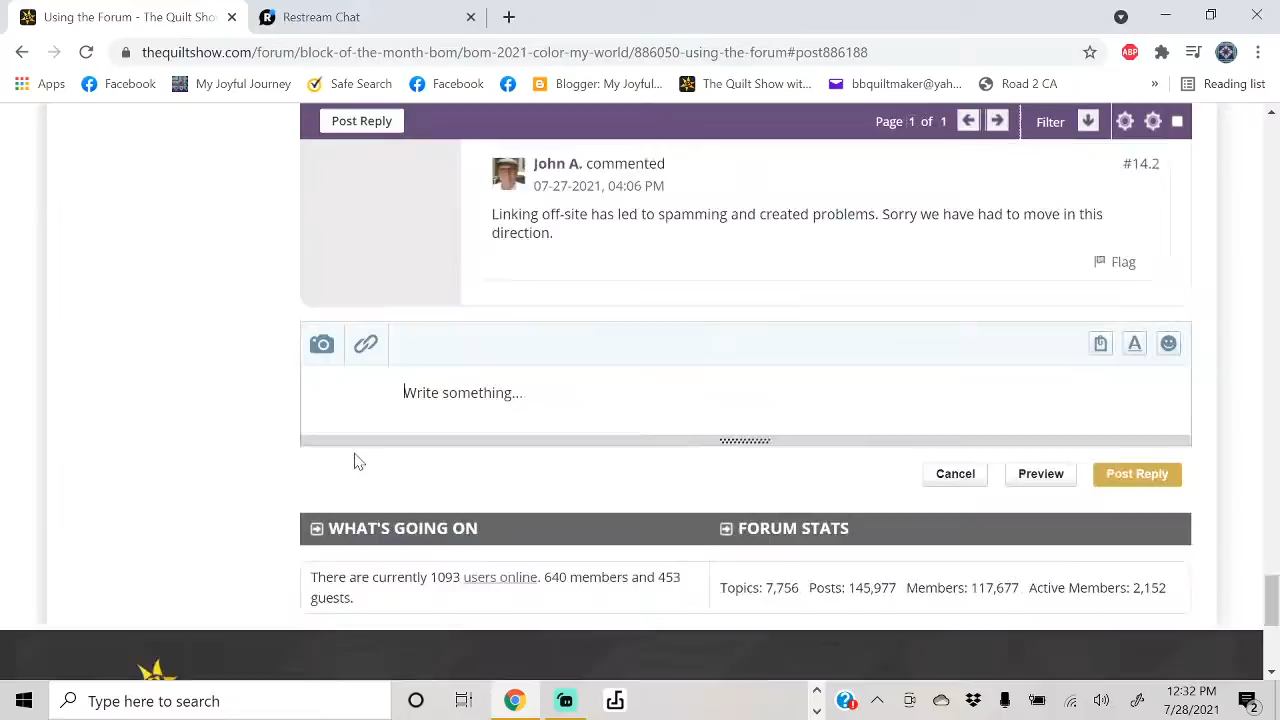 Using the Forum - The Quilt Sho
Restream Chat
thequiltshow.com/forum/block-of-the-month-bom/bom-2021-color-my-world/886050-using-the-forum#post886188
ABP
Apps Facebook My Joyful Journey Safe Search Facebook Blogger: My Joyful... The Quilt Show wit... bbquiltmaker@yah... Road 2 CA » Reading list
Post Reply Page 1 of 1 Filter
John A. commented #14.2
07-27-2021, 04:06 PM
Linking off-site has led to spamming and created problems. Sorry we have had to move in this
direction.
Flag
Write something...
Cancel Preview Post Reply
WHAT'S GOING ON FORUM STATS
There are currently 1093 users online. 640 members and 453
guests.
Topics: 7,756 Posts: 145,977 Members: 117,677 Active Members: 2,152
Type here to search
12:32 PM
7/28/2021
2